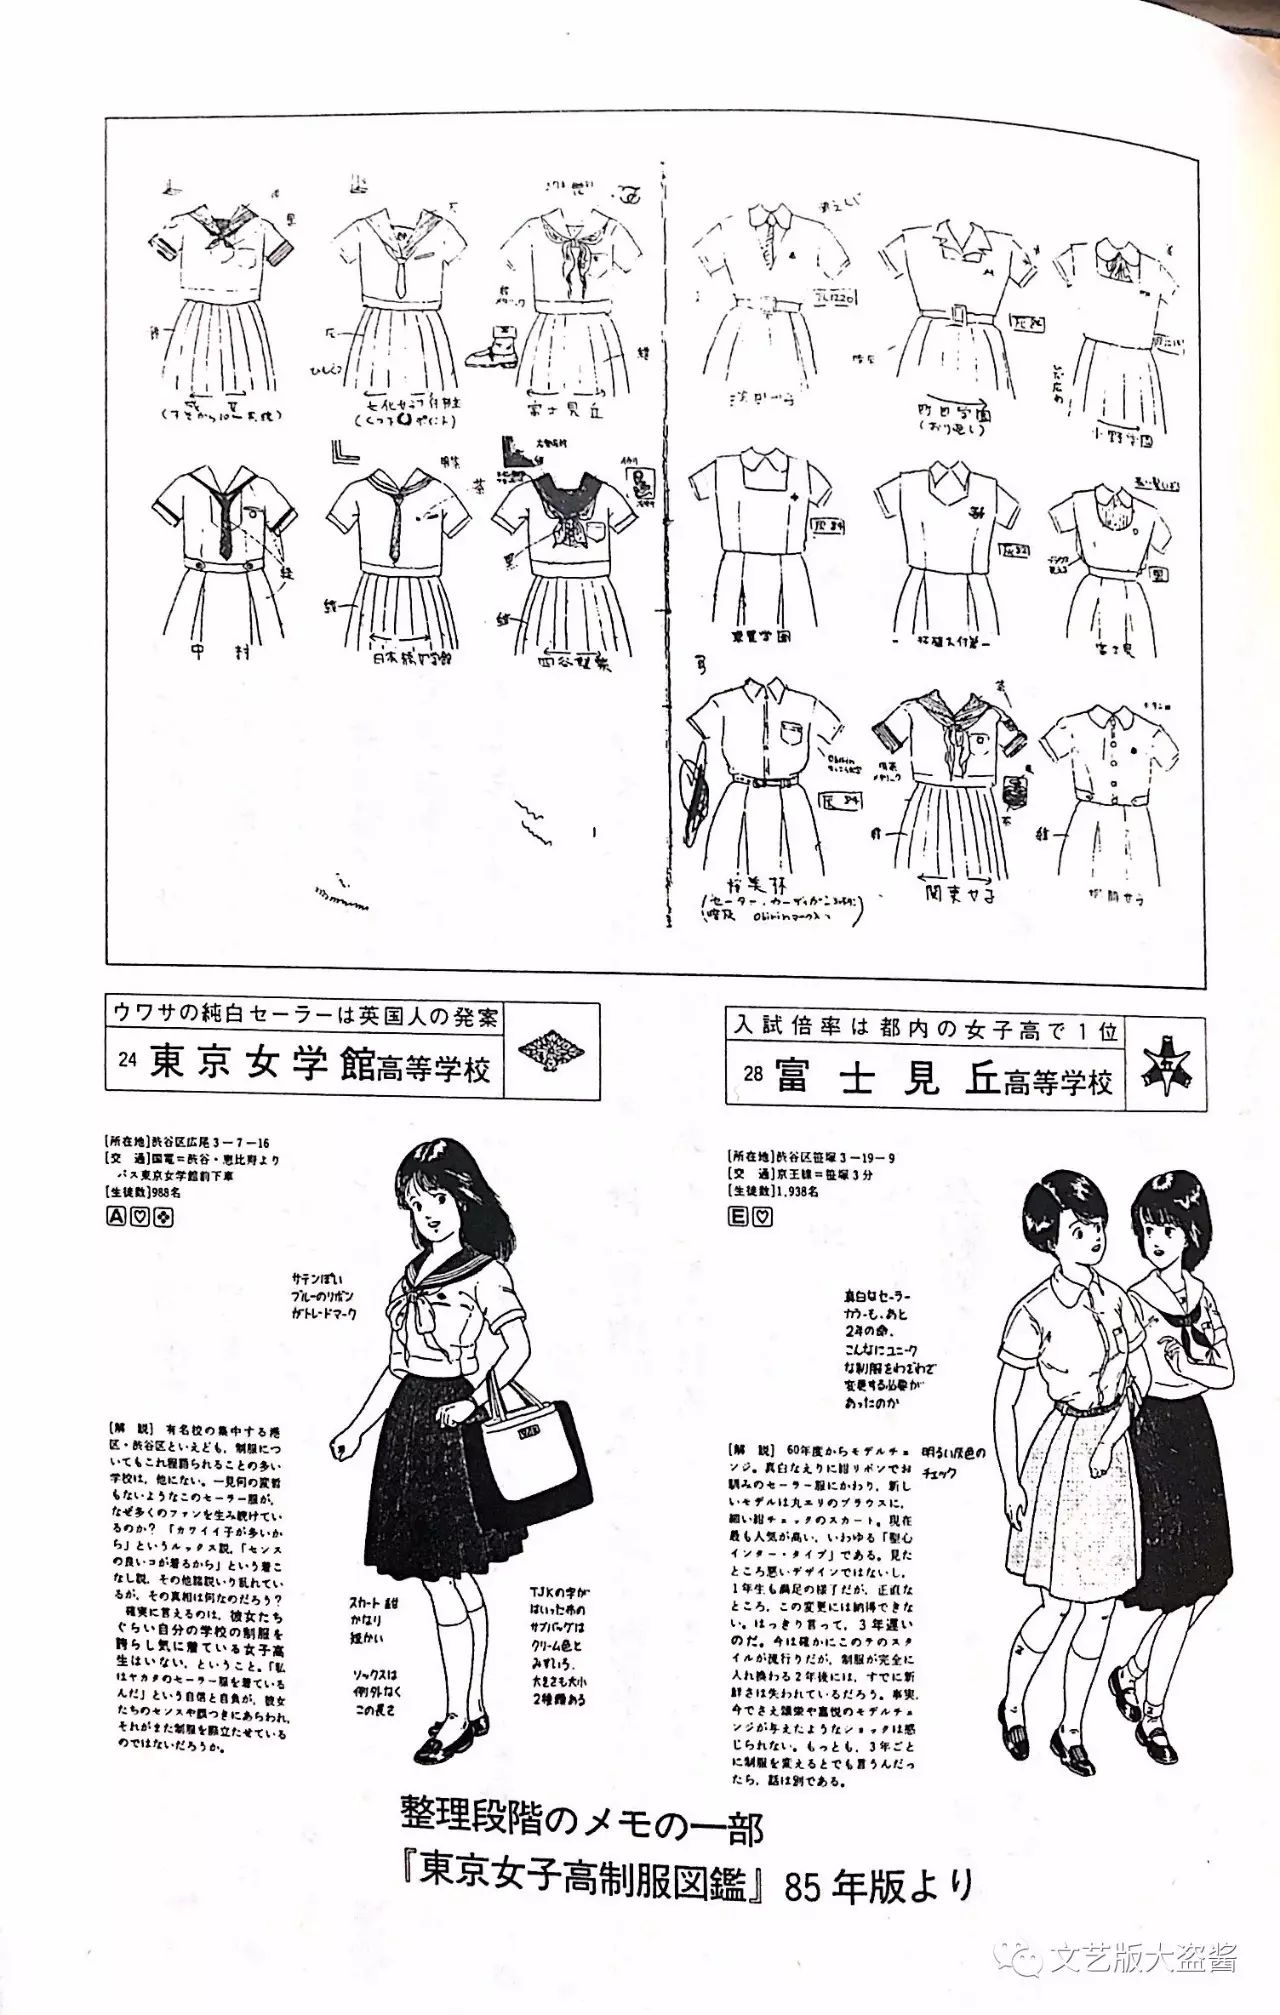 富士見丘
中村
四谷雙葉
小野学園
富士見
桜美林
関東女子
ウワサの純白セーラーは英国人の発案
24 東京女学館高等学校
[所在地]渋谷区広尾3-7-16
[交 通]国電=渋谷・恵比寿より
バス東京女学館前下車
[生徒数]988名
A♡
サテンぽい
ブルーのリボン
がトレードマーク
[解 説] 有名校の集中する港
区・渋谷区といえども、制服につ
いてもこれ程語られることの多い
学校は、他にない。一見何の変哲
もないようなこのセーラー服が、
なぜ多くのファンを生み続けてい
るのか?「カワイイ子が多いか
ら」というルックス説、「センス
の良いコが着るから」という着こ
なし説、その他諸説いり乱れてい
るが、その真相は何なのだろう?
確実に言えるのは、彼女たち
ぐらい自分の学校の制服を
誇らし気に着ている女子高
生はいない、ということ。「私
はヤカタのセーラー服を着ている
んだ」という自信と自負が、彼女
たちのセンスや顔つきにあらわれ、
それがまた制服を際立たせている
のではないだろうか。
スカート 紺
かなり
短かい
ソックスは
例外なく
この長さ
TJKの字が
はいった布の
サブバッグは
クリーム色と
みずいろ。
大きさも大小
2種類ある
入試倍率は都内の女子高で1位
28 富士見丘高等学校
[所在地]渋谷区笹塚3-19-9
[交 通]京王線=笹塚3分
[生徒数]1,938名
E♡
真白なセーラー
カラーも、あと
2年の命、
こんなにユニーク
な制服をわざわざ
変更する必要が
あったのか
[解 説] 60年度からモデルチェ
ンジ。真白なえりに紺リボンでお
馴みのセーラー服にかわり、新し
いモデルは丸エリのブラウスに、
細い紺チェックのスカート。現在
最も人気が高い、いわゆる「聖心
インター・タイプ」である。見た
ところ悪いデザインではないし、
1年生も満足の様子だが、正直な
ところ、この変更には納得できな
い。はっきり言って、3年遅い
のだ。今は確かにこのテのスタ
イルが流行りだが、制服が完全に
入れ換わる2年後には、すでに新
鮮さは失われているだろう。事実、
今でさえ頌栄や嘉悦のモデルチェ
ンジが与えたようなショックは感
じられない。もっとも、3年ごと
に制服を変えるとでも言うんだっ
たら、話は別である。
明るい灰色の
チェック
整理段階のメモの一部
『東京女子高制服図鑑』85年版より
文艺版大盗酱